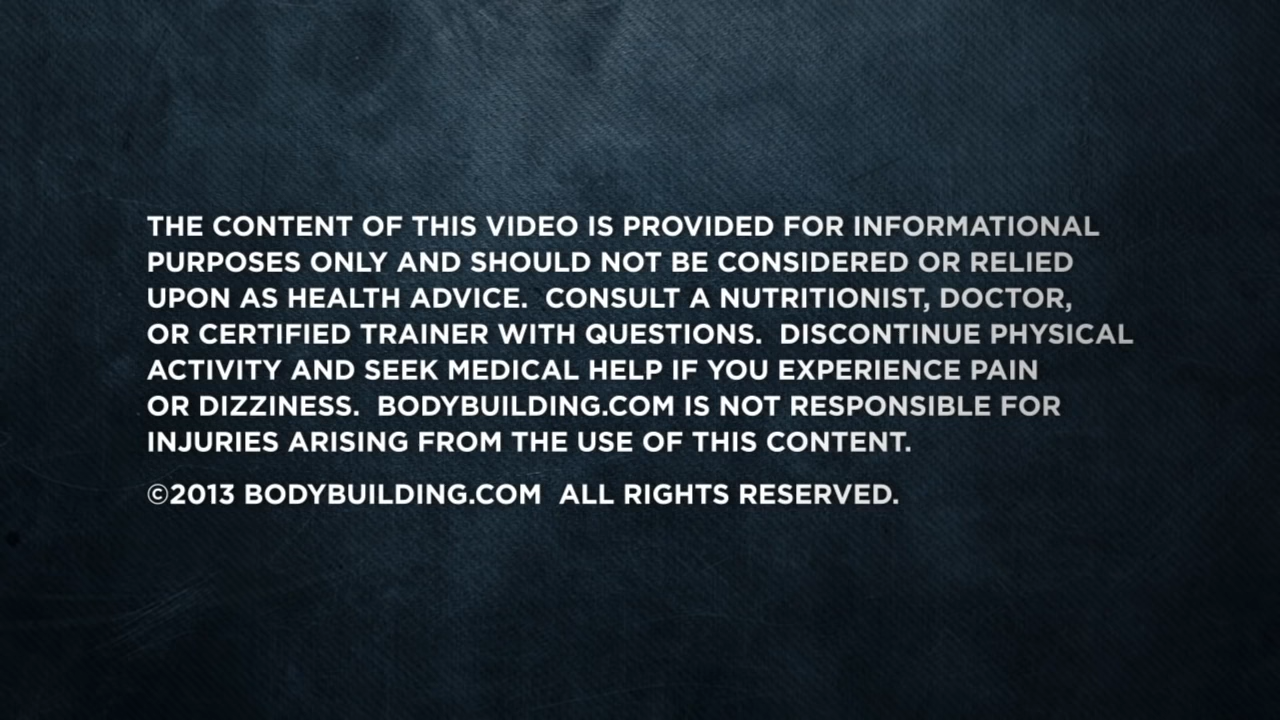 THE CONTENT OF THIS VIDEO IS PROVIDED FOR INFORMATIONAL
PURPOSES ONLY AND SHOULD NOT BE CONSIDERED OR RELIED
UPON AS HEALTH ADVICE.  CONSULT A NUTRITIONIST, DOCTOR,
OR CERTIFIED TRAINER WITH QUESTIONS.  DISCONTINUE PHYSICAL
ACTIVITY AND SEEK MEDICAL HELP IF YOU EXPERIENCE PAIN
OR DIZZINESS.  BODYBUILDING.COM IS NOT RESPONSIBLE FOR
INJURIES ARISING FROM THE USE OF THIS CONTENT.
©2013 BODYBUILDING.COM  ALL RIGHTS RESERVED.